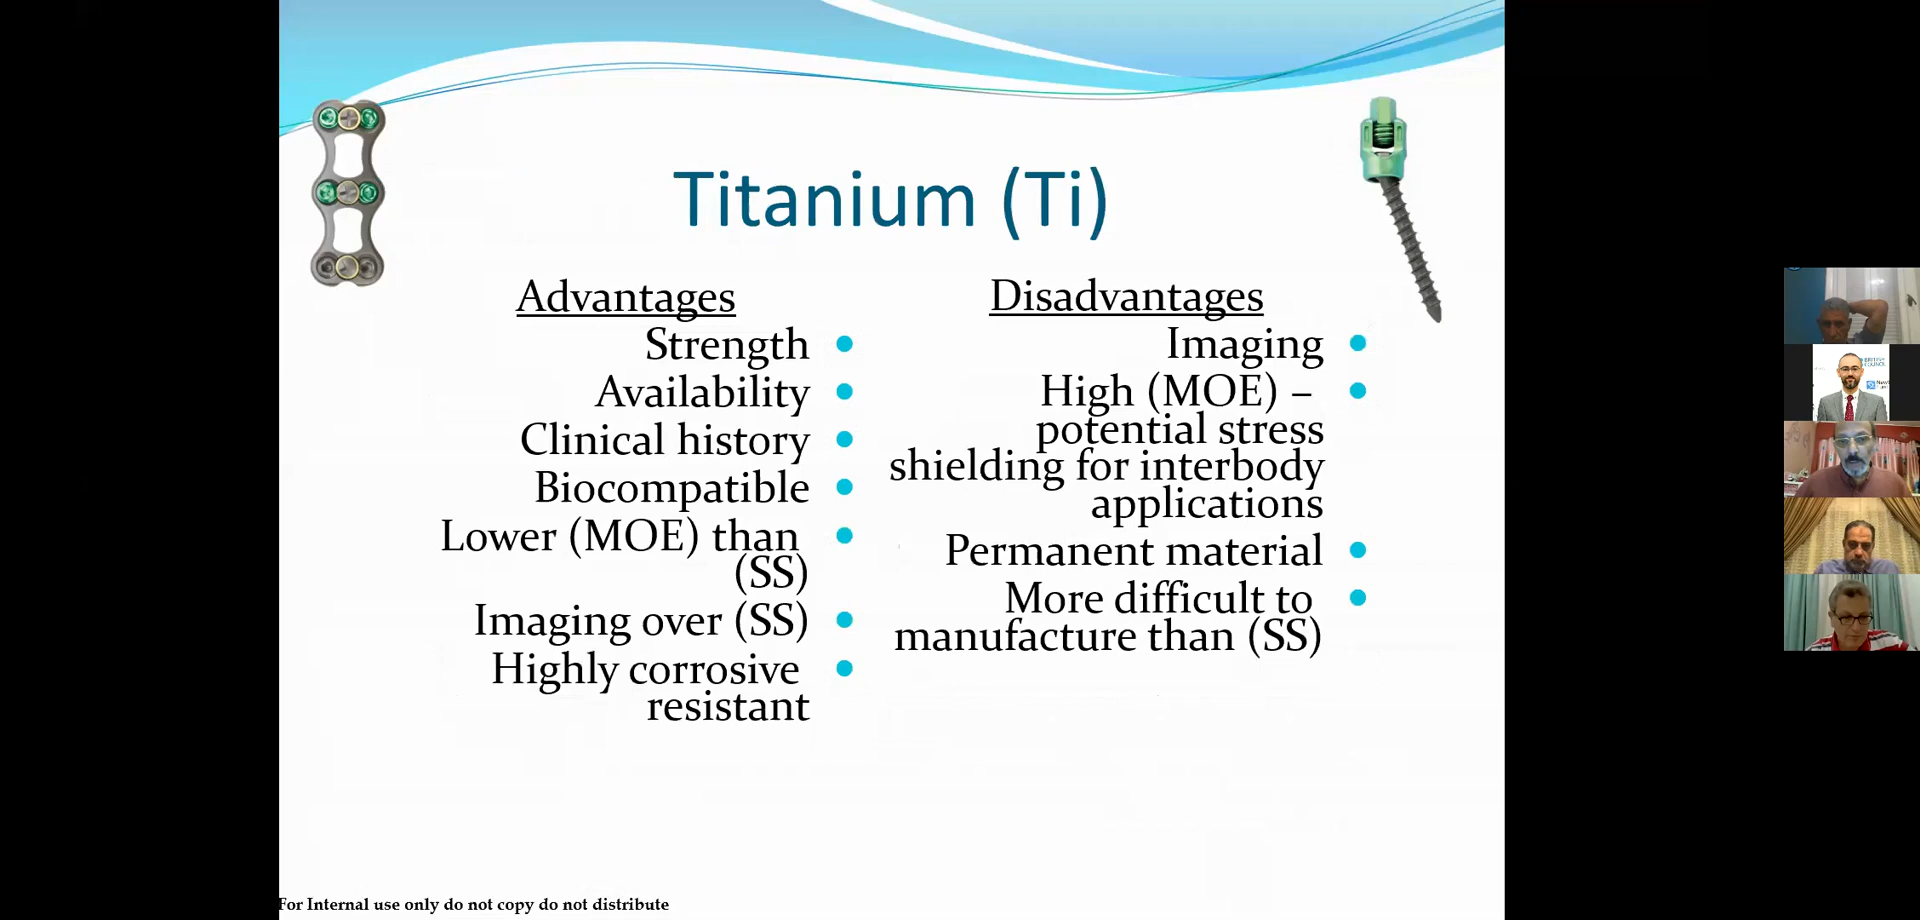 Titanium (Ti)
Advantages
Strength
Availability
Clinical history
Biocompatible
Lower (MOE) than
(SS)
Imaging over (SS)
Highly corrosive
resistant
Disadvantages
Imaging
High (MOE) –
potential stress
shielding for interbody
applications
Permanent material
More difficult to
manufacture than (SS)
For Internal use only do not copy do not distribute
BRITISH
COUNCIL